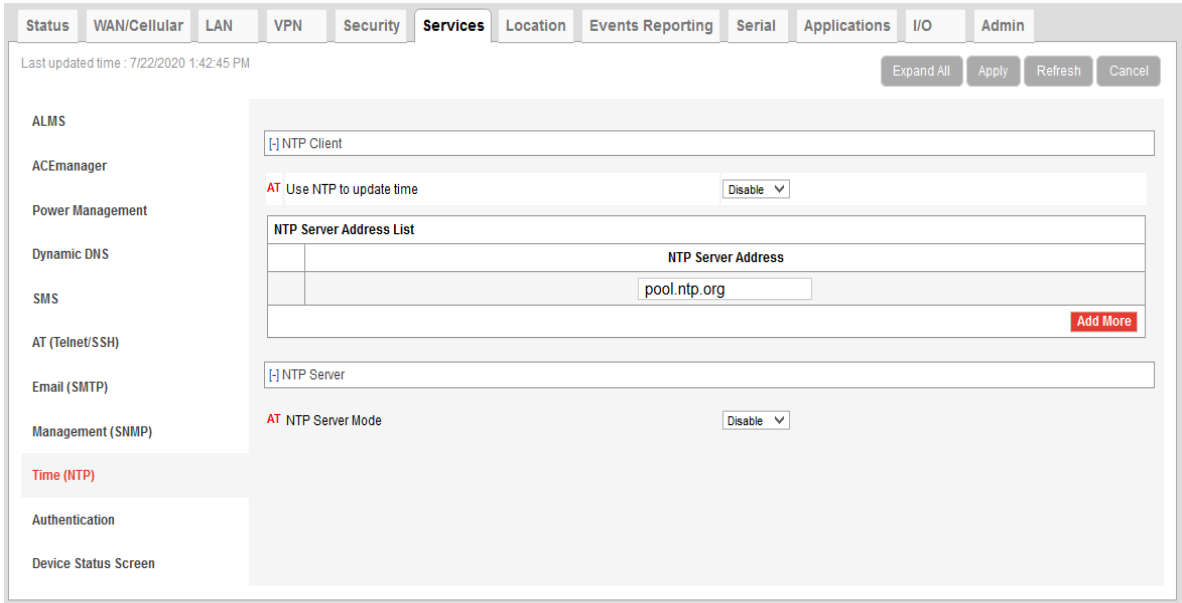 Status WAN/Cellular LAN VPN Security Services Location Events Reporting Serial Applications I/O Admin
Last updated time : 7/22/2020 1:42:45 PM
Expand All Apply Refresh Cancel
ALMS
ACEmanager
Power Management
Dynamic DNS
SMS
AT (Telnet/SSH)
Email (SMTP)
Management (SNMP)
Time (NTP)
Authentication
Device Status Screen
[-] NTP Client
AT Use NTP to update time Disable
NTP Server Address List
NTP Server Address
pool.ntp.org
Add More
[-] NTP Server
AT NTP Server Mode Disable